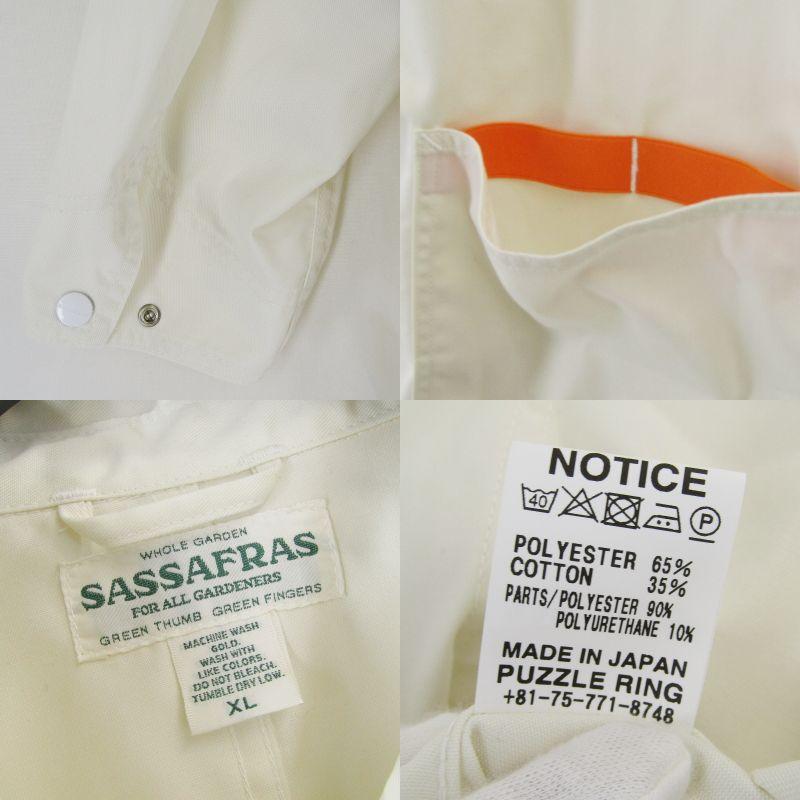 WHOLE GARDEN
SASSAFRAS
FOR ALL GARDENERS
GREEN THUMB GREEN FINGERS
MACHINE WASH
GOLD.
WASH WITH
LIKE COLORS.
DO NOT BLEACH.
TUMBLE DRY LOW.
XL
NOTICE
40
P
POLYESTER 65%
COTTON 35%
PARTS/POLYESTER 90%
POLYURETHANE 10%
MADE IN JAPAN
PUZZLE RING
+81-75-771-8748